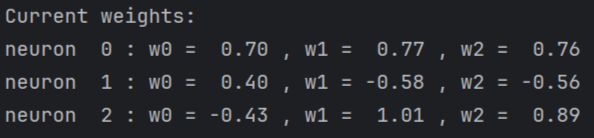 Current weights:
neuron  0 : w0 =  0.70 , w1 =  0.77 , w2 =  0.76
neuron  1 : w0 =  0.40 , w1 = -0.58 , w2 = -0.56
neuron  2 : w0 = -0.43 , w1 =  1.01 , w2 =  0.89